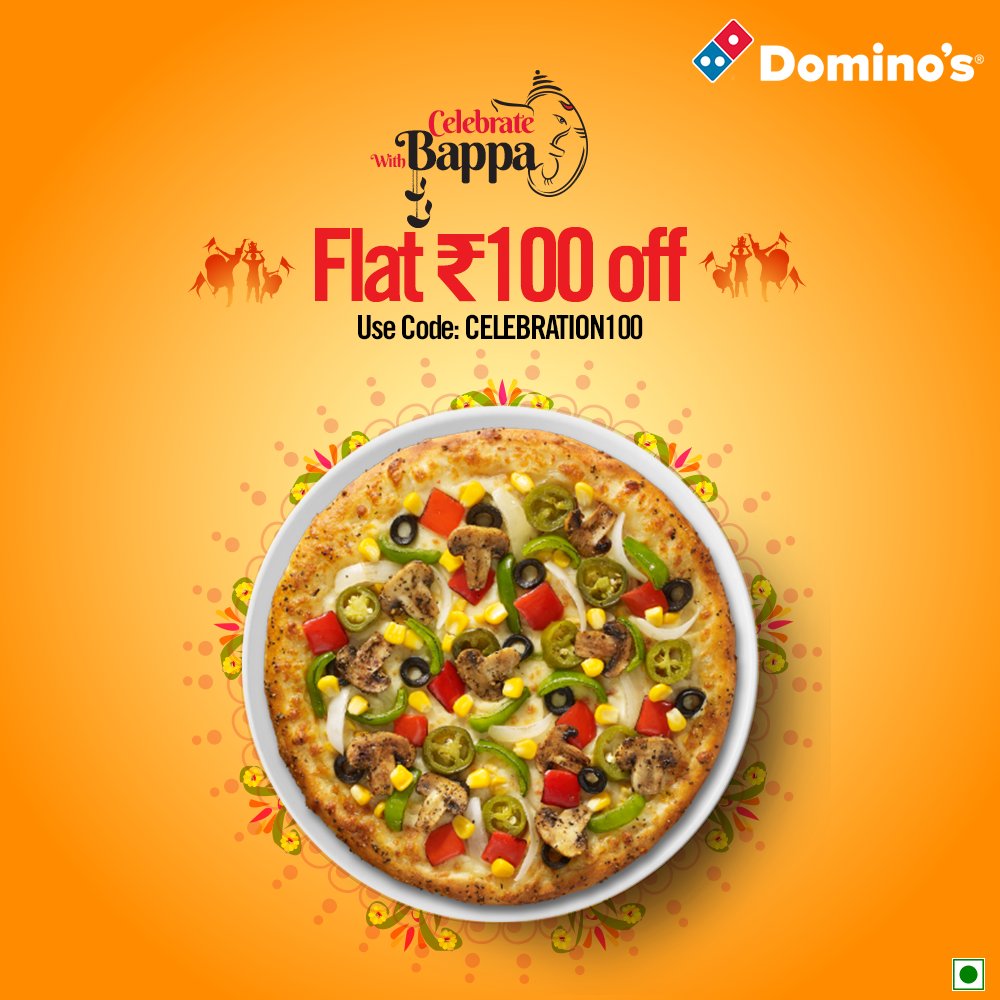 Domino's®
Celebrate
With Bappa
Flat ₹100 off
Use Code: CELEBRATION100